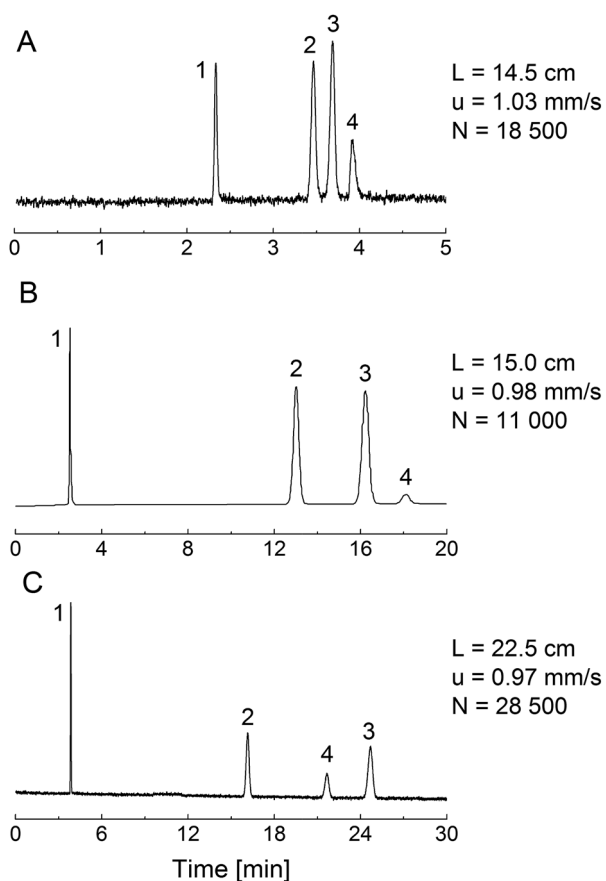 A
1
2
3
4
L = 14.5 cm
u = 1.03 mm/s
N = 18 500
0 1 2 3 4 5
B
1
2
3
4
L = 15.0 cm
u = 0.98 mm/s
N = 11 000
0 4 8 12 16 20
C
1
2
4
3
L = 22.5 cm
u = 0.97 mm/s
N = 28 500
0 6 12 18 24 30
Time [min]